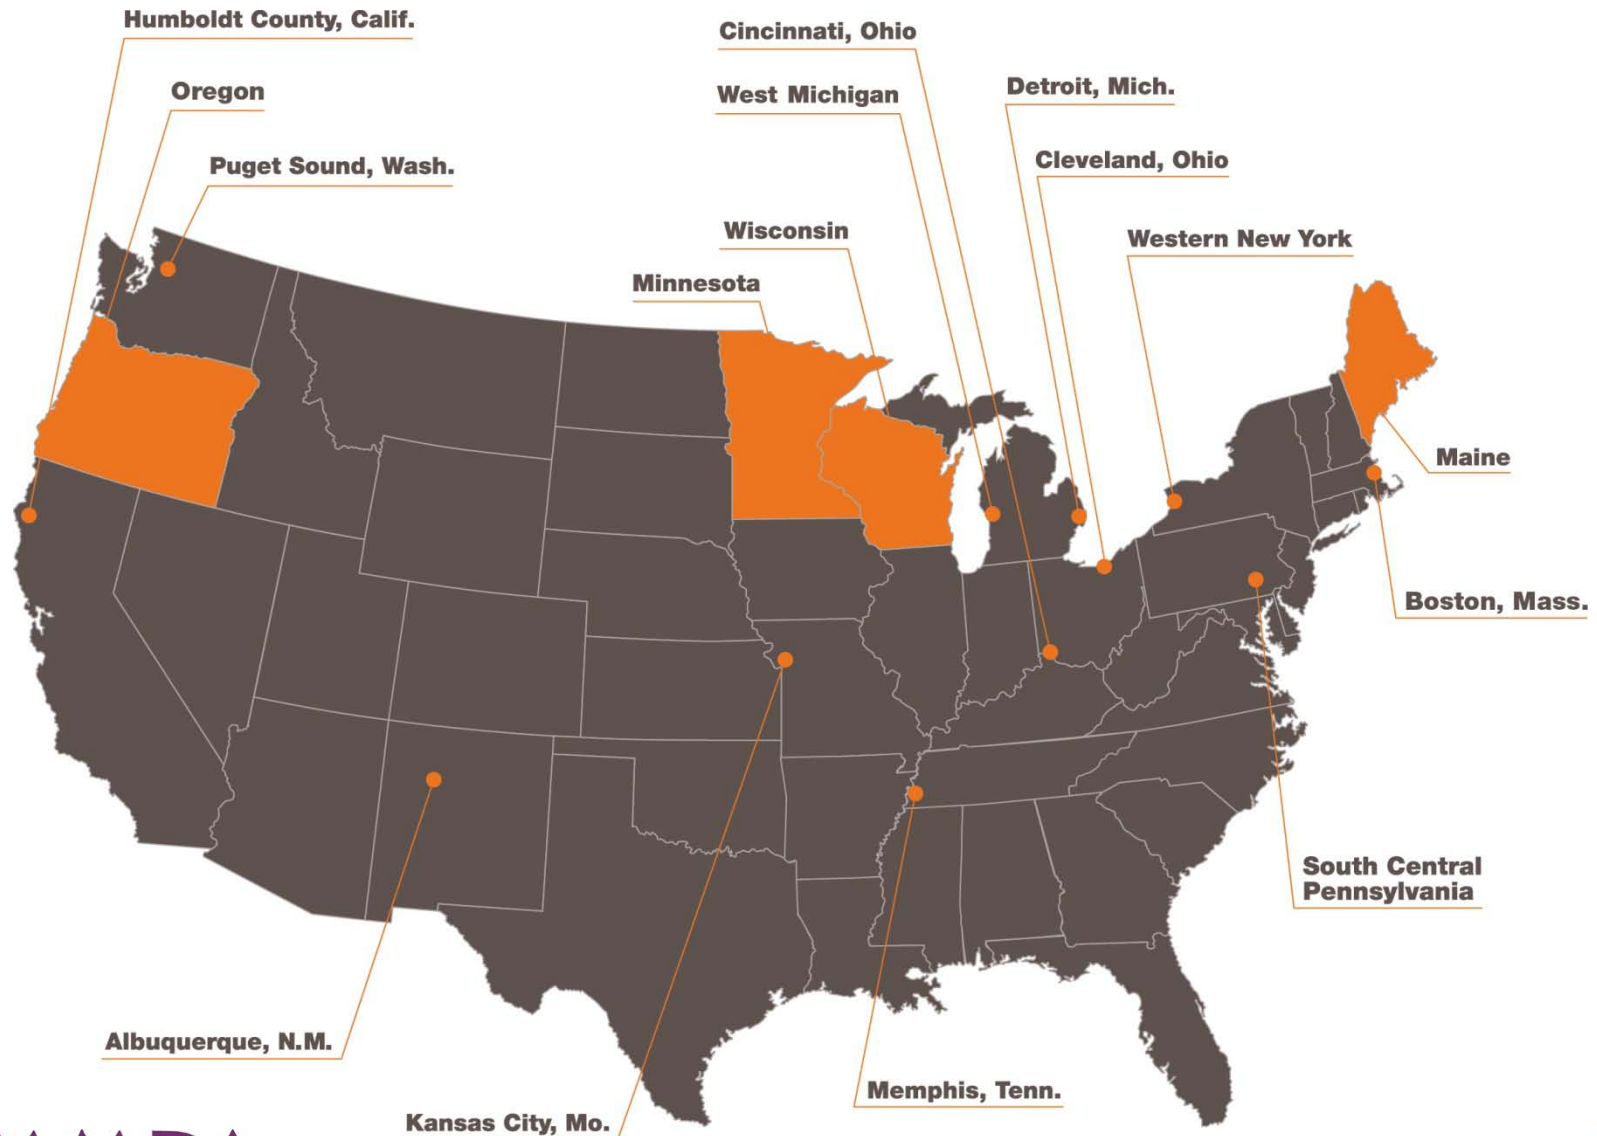 Humboldt County, Calif.
Cincinnati, Ohio
Oregon
West Michigan
Detroit, Mich.
Puget Sound, Wash.
Cleveland, Ohio
Wisconsin
Western New York
Minnesota
Maine
Boston, Mass.
South Central
Pennsylvania
Albuquerque, N.M.
Memphis, Tenn.
Kansas City, Mo.